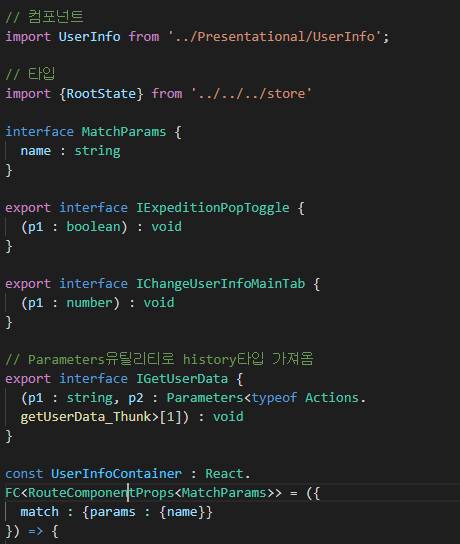 // 컴포넌트
import UserInfo from '../Presentational/UserInfo';
// 타입
import {RootState} from '../../../store'
interface MatchParams {
name : string
}
export interface IExpeditionPopToggle {
(p1 : boolean) : void
}
export interface IChangeUserInfoMainTab {
(p1 : number) : void
}
// Parameters유틸리티로 history타입 가져옴
export interface IGetUserData {
(p1 : string, p2 : Parameters<typeof Actions.
getUserData_Thunk>[1]) : void
}
const UserInfoContainer : React.
FC<RouteComponentProps<MatchParams>> = ({
match : {params : {name}}
}) => {